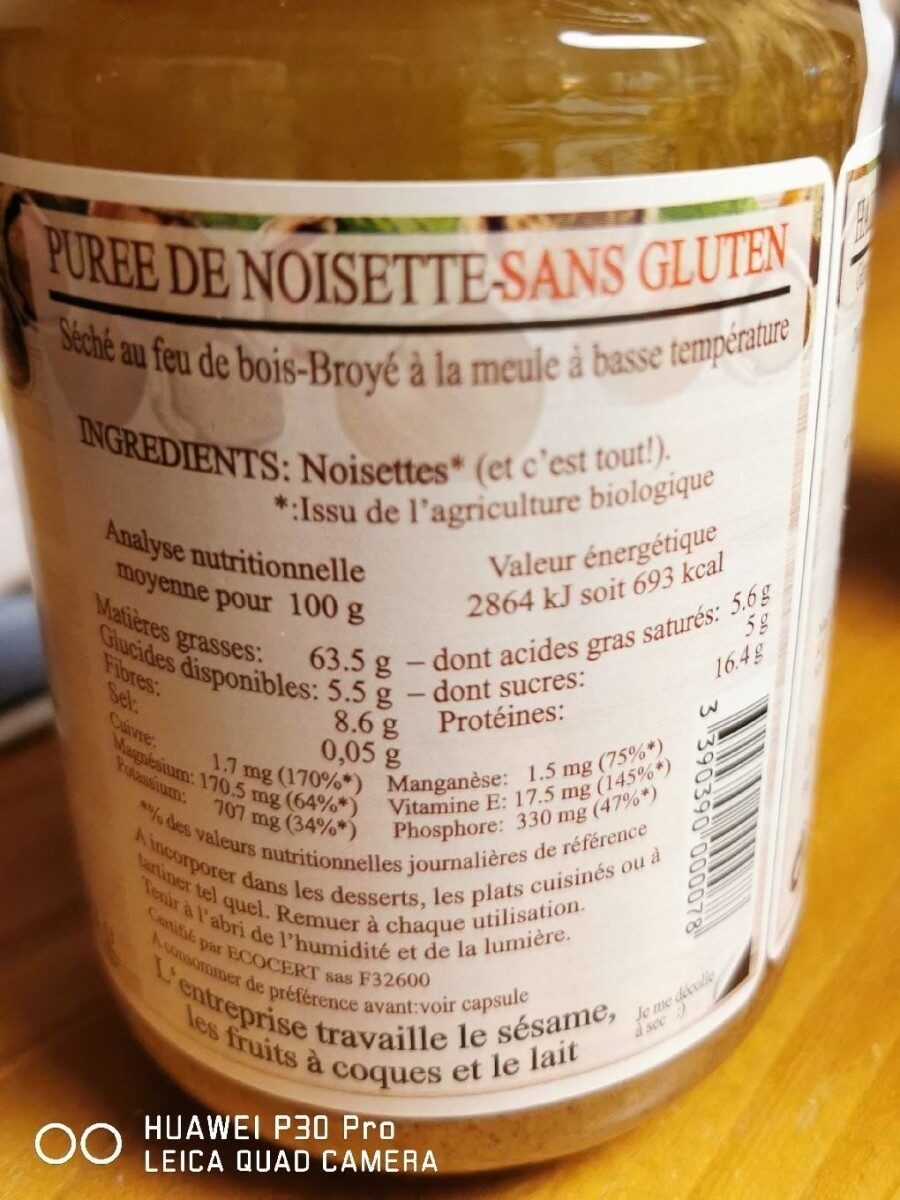 PUREE DE NOISETTE-SANS GLUTEN
Séché au feu de bois-Broyé à la meule à basse température
INGREDIENTS: Noisettes* (et c'est tout!).
*:Issu de l'agriculture biologique
Analyse nutritionnelle
moyenne pour 100 g
Valeur énergétique
2864 kJ soit 693 kcal
Matières grasses: 63.5 g – dont acides gras saturés: 5.6 g
Glucides disponibles: 5.5 g – dont sucres: 5 g
Fibres: 8.6 g Protéines: 16.4 g
Sel: 0,05 g
Cuivre: 1.7 mg (170%*) Manganèse: 1.5 mg (75%*)
Magnésium: 170.5 mg (64%*) Vitamine E: 17.5 mg (145%*)
Potassium: 707 mg (34%*) Phosphore: 330 mg (47%*)
*% des valeurs nutritionnelles journalières de référence
A incorporer dans les desserts, les plats cuisinés ou à
tartiner tel quel. Remuer à chaque utilisation.
Tenir à l'abri de l'humidité et de la lumière.
Certifié par ECOCERT sas F32600
A consommer de préférence avant:voir capsule
L'entreprise travaille le sésame,
les fruits à coques et le lait
Je me décolle
à sec :)
3 390390 000078
HUAWEI P30 Pro
LEICA QUAD CAMERA